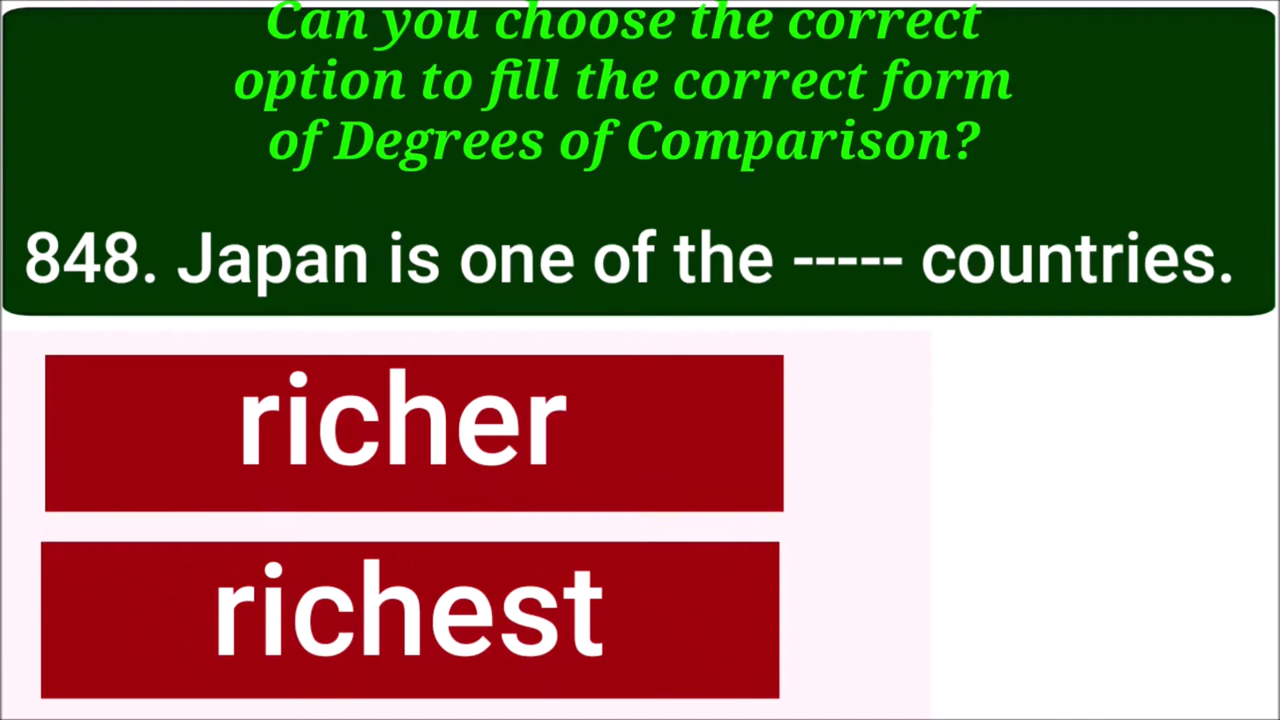 Can you choose the correct
option to fill the correct form
of Degrees of Comparison?
848. Japan is one of the ----- countries.
richer
richest